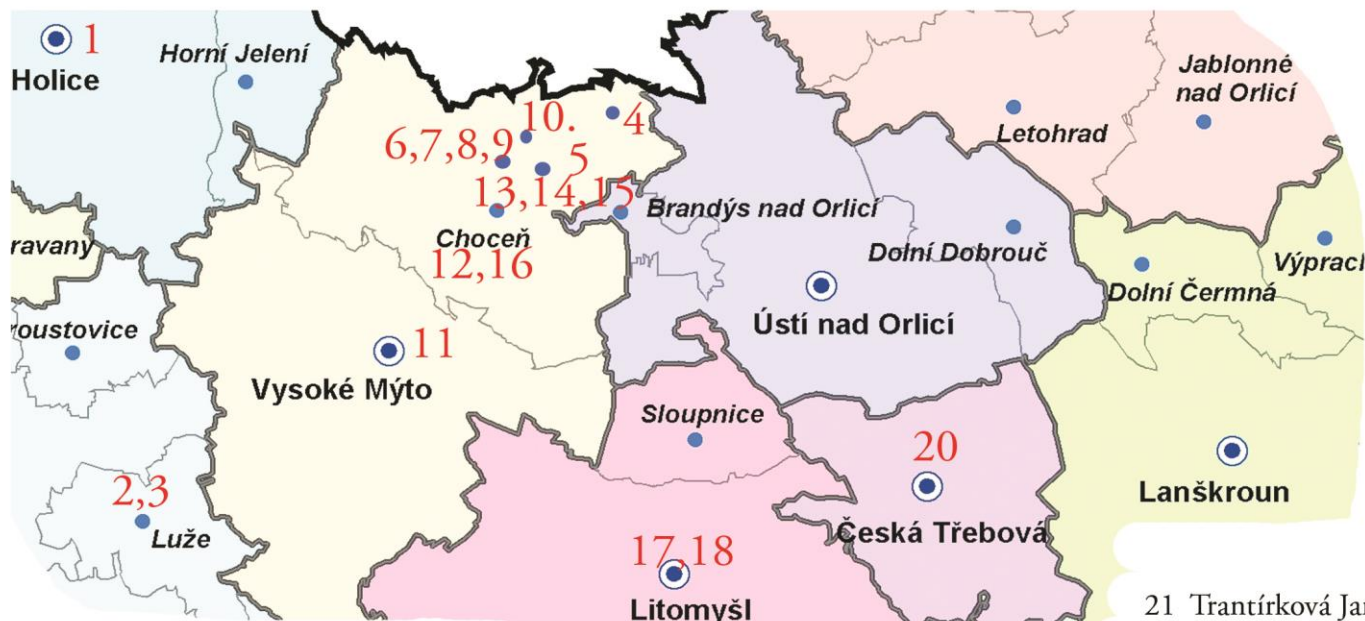 1
Holice
Horní Jelení
Jablonné
nad Orlicí
Letohrad
10.
4
6,7,8,9
5
13,14,15
Brandýs nad Orlicí
Choceň
12,16
Dolní Dobrouč
ravany
Dolní Čermná
Výpracl
Ústí nad Orlicí
roustovice
11
Vysoké Mýto
Sloupnice
20
2,3
Luže
Lanškroun
Česká Třebová
17,18
Litomyšl
21 Trantírková Jar